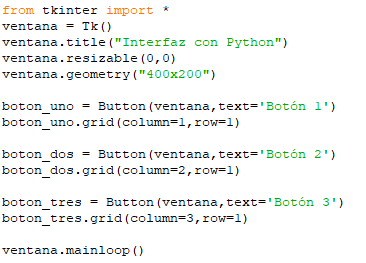 from tkinter import *
ventana = Tk()
ventana.title("Interfaz con Python")
ventana.resizable(0,0)
ventana.geometry("400x200")

boton_uno = Button(ventana,text='Botón 1')
boton_uno.grid(column=1,row=1)

boton_dos = Button(ventana,text='Botón 2')
boton_dos.grid(column=2,row=1)

boton_tres = Button(ventana,text='Botón 3')
boton_tres.grid(column=3,row=1)

ventana.mainloop()